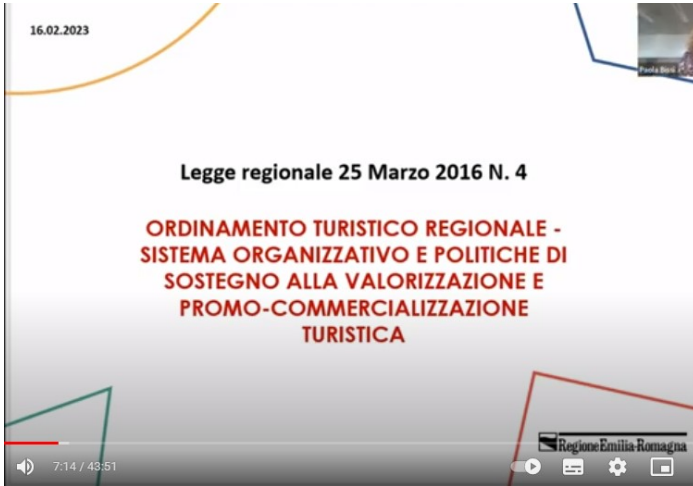 16.02.2023
Legge regionale 25 Marzo 2016 N. 4
ORDINAMENTO TURISTICO REGIONALE -
SISTEMA ORGANIZZATIVO E POLITICHE DI
SOSTEGNO ALLA VALORIZZAZIONE E
PROMO-COMMERCIALIZZAZIONE
TURISTICA
RegioneEmilia-Romagna
7:14 / 43:51